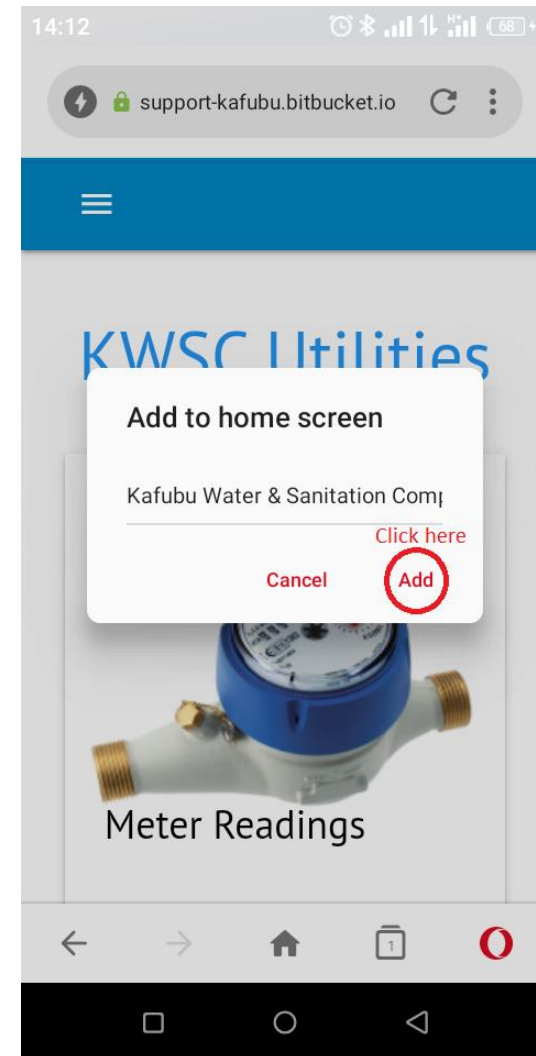 14:12
68
support-kafubu.bitbucket.io
KWSC Utilities
Add to home screen
Kafubu Water & Sanitation Comp
Click here
Cancel Add
Meter Readings
1